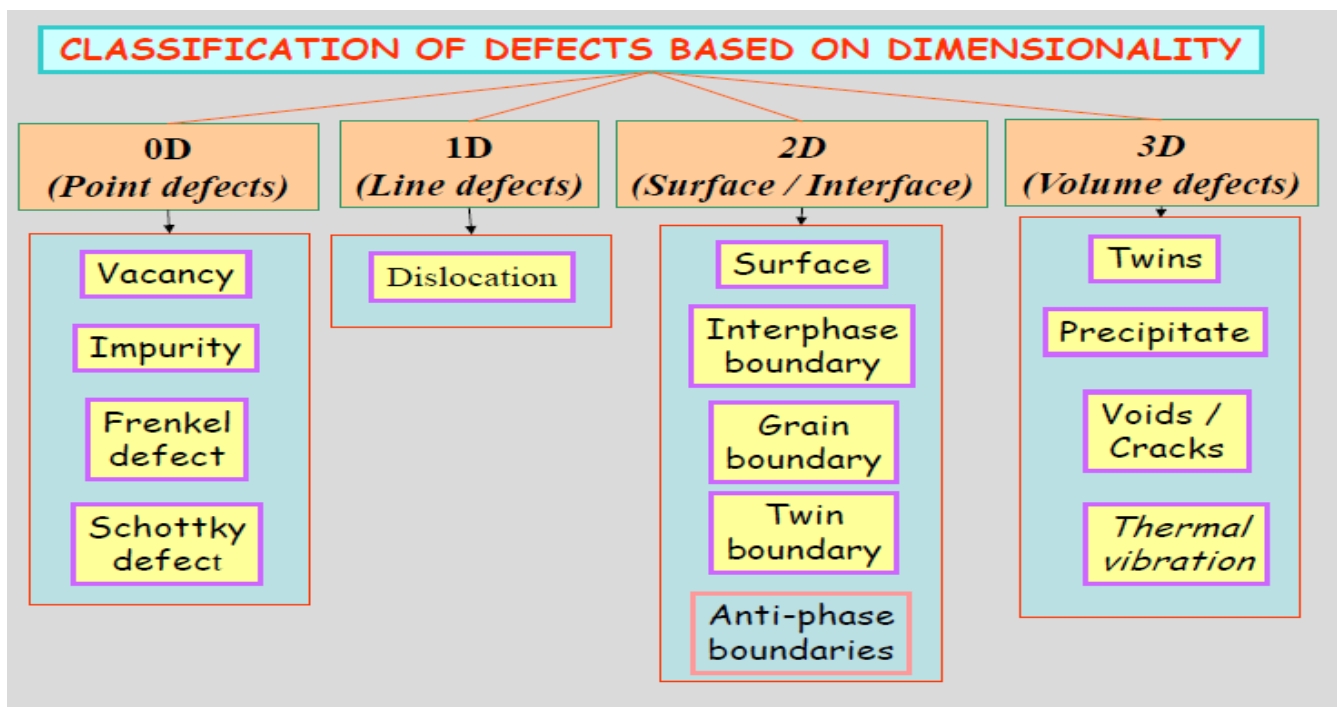 CLASSIFICATION OF DEFECTS BASED ON DIMENSIONALITY
0D
(Point defects)
Vacancy
Impurity
Frenkel
defect
Schottky
defect
1D
(Line defects)
Dislocation
2D
(Surface / Interface)
Surface
Interphase
boundary
Grain
boundary
Twin
boundary
Anti-phase
boundaries
3D
(Volume defects)
Twins
Precipitate
Voids /
Cracks
Thermal
vibration